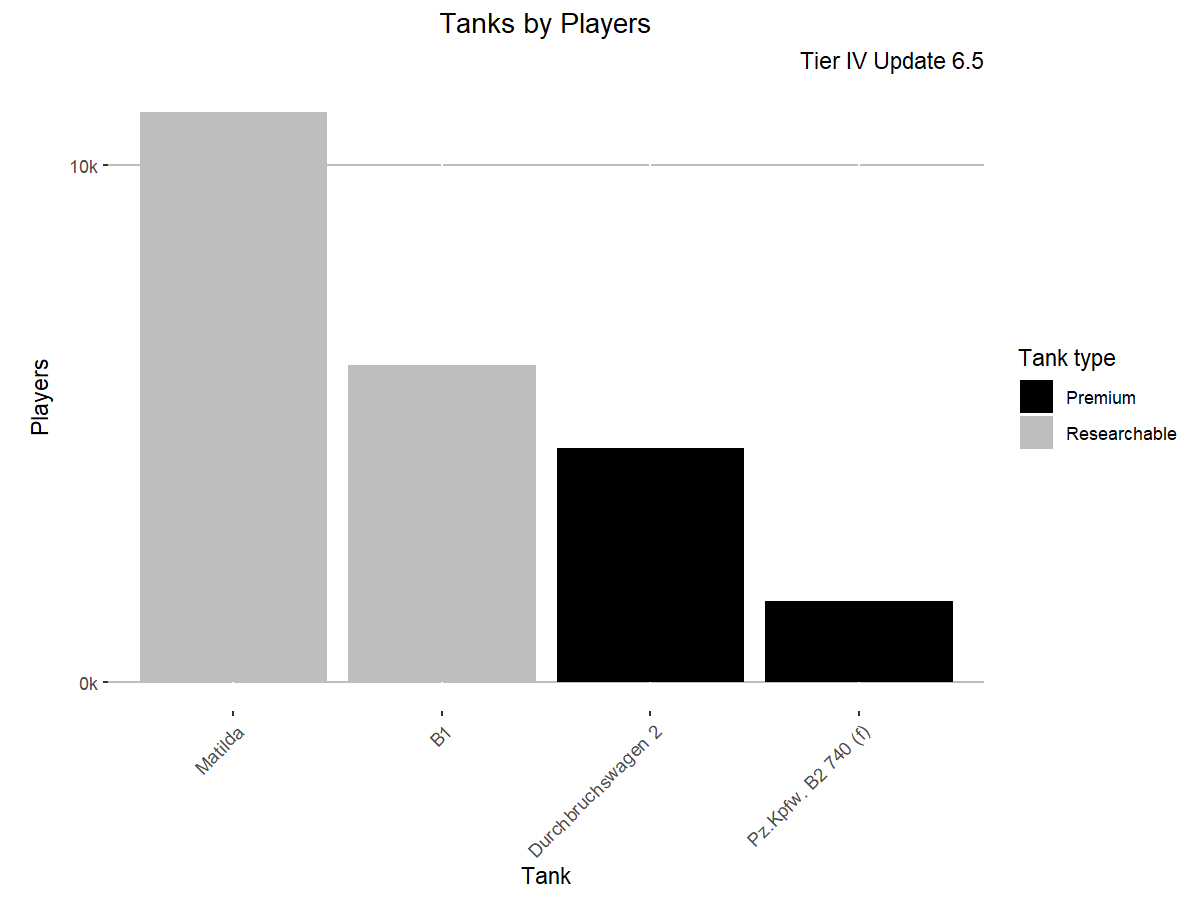 Tanks by Players
Tier IV Update 6.5
10k
0k
Players
Matilda
B1
Durchbruchswagen 2
Pz.Kpfw. B2 740 (f)
Tank
Tank type
Premium
Researchable